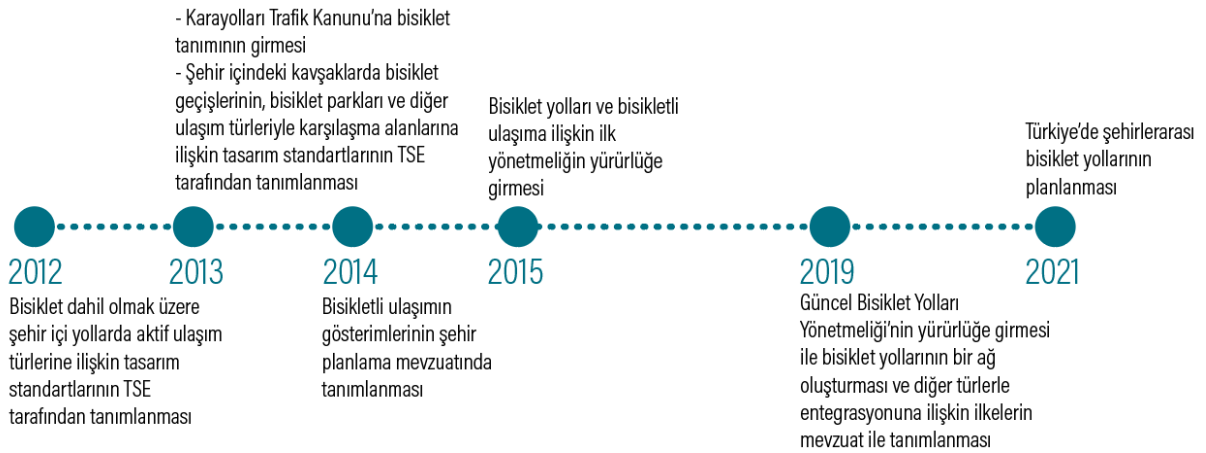 - Karayolları Trafik Kanunu'na bisiklet
tanımının girmesi
- Şehir içindeki kavşaklarda bisiklet
geçişlerinin, bisiklet parkları ve diğer
ulaşım türleriyle karşılaşma alanlarına
ilişkin tasarım standartlarının TSE
tarafından tanımlanması
Bisiklet yolları ve bisikletli
ulaşıma ilişkin ilk
yönetmeliğin yürürlüğe
girmesi
Türkiye'de şehirlerarası
bisiklet yollarının
planlanması
2012
2013
2014
2015
2019
2021
Bisiklet dahil olmak üzere
şehir içi yollarda aktif ulaşım
türlerine ilişkin tasarım
standartlarının TSE
tarafından tanımlanması
Bisikletli ulaşımın
gösterimlerinin şehir
planlama mevzuatında
tanımlanması
Güncel Bisiklet Yolları
Yönetmeliği'nin yürürlüğe girmesi
ile bisiklet yollarının bir ağ
oluşturması ve diğer türlerle
entegrasyonuna ilişkin ilkelerin
mevzuat ile tanımlanması